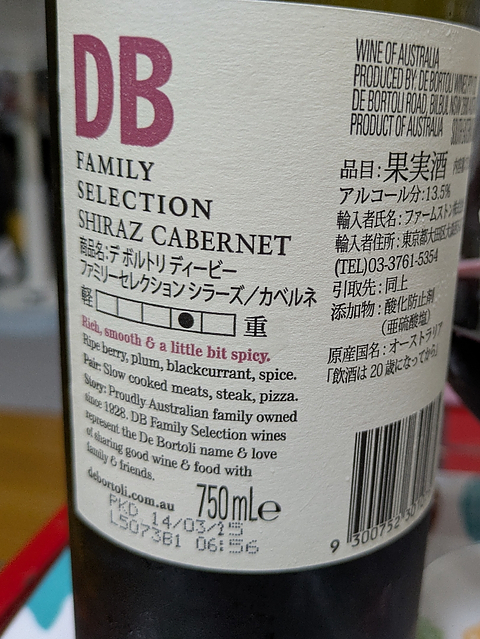 DB
FAMILY
SELECTION
SHIRAZ CABERNET
商品名:デ ボルトリ ディービー
ファミリーセレクション シラーズ／カベルネ
軽 重
Rich, smooth & a little bit spicy.
Ripe berry, plum, blackcurrant, spice.
Pair: Slow cooked meats, steak, pizza.
Story: Proudly Australian family owned
since 1928. DB Family Selection wines
represent the De Bortoli name & love
of sharing good wine & food with
family & friends.
debortoli.com.au 750mLe
PKD 14/03/25
L5073B1 06:56
WINE OF AUSTRALIA
PRODUCED BY: DE BORTOLI WINES
DE BORTOLI ROAD, BILBUL NSW
PRODUCT OF AUSTRALIA
品目:果実酒
アルコール分:13.5%
輸入者氏名:ファームストン
輸入者住所:東京都大田区
(TEL)03-3761-5354
引取先:同上
添加物:酸化防止剤
(亜硫酸塩)
原産国名:オーストラリア
「飲酒は20歳になってから」
9 300752